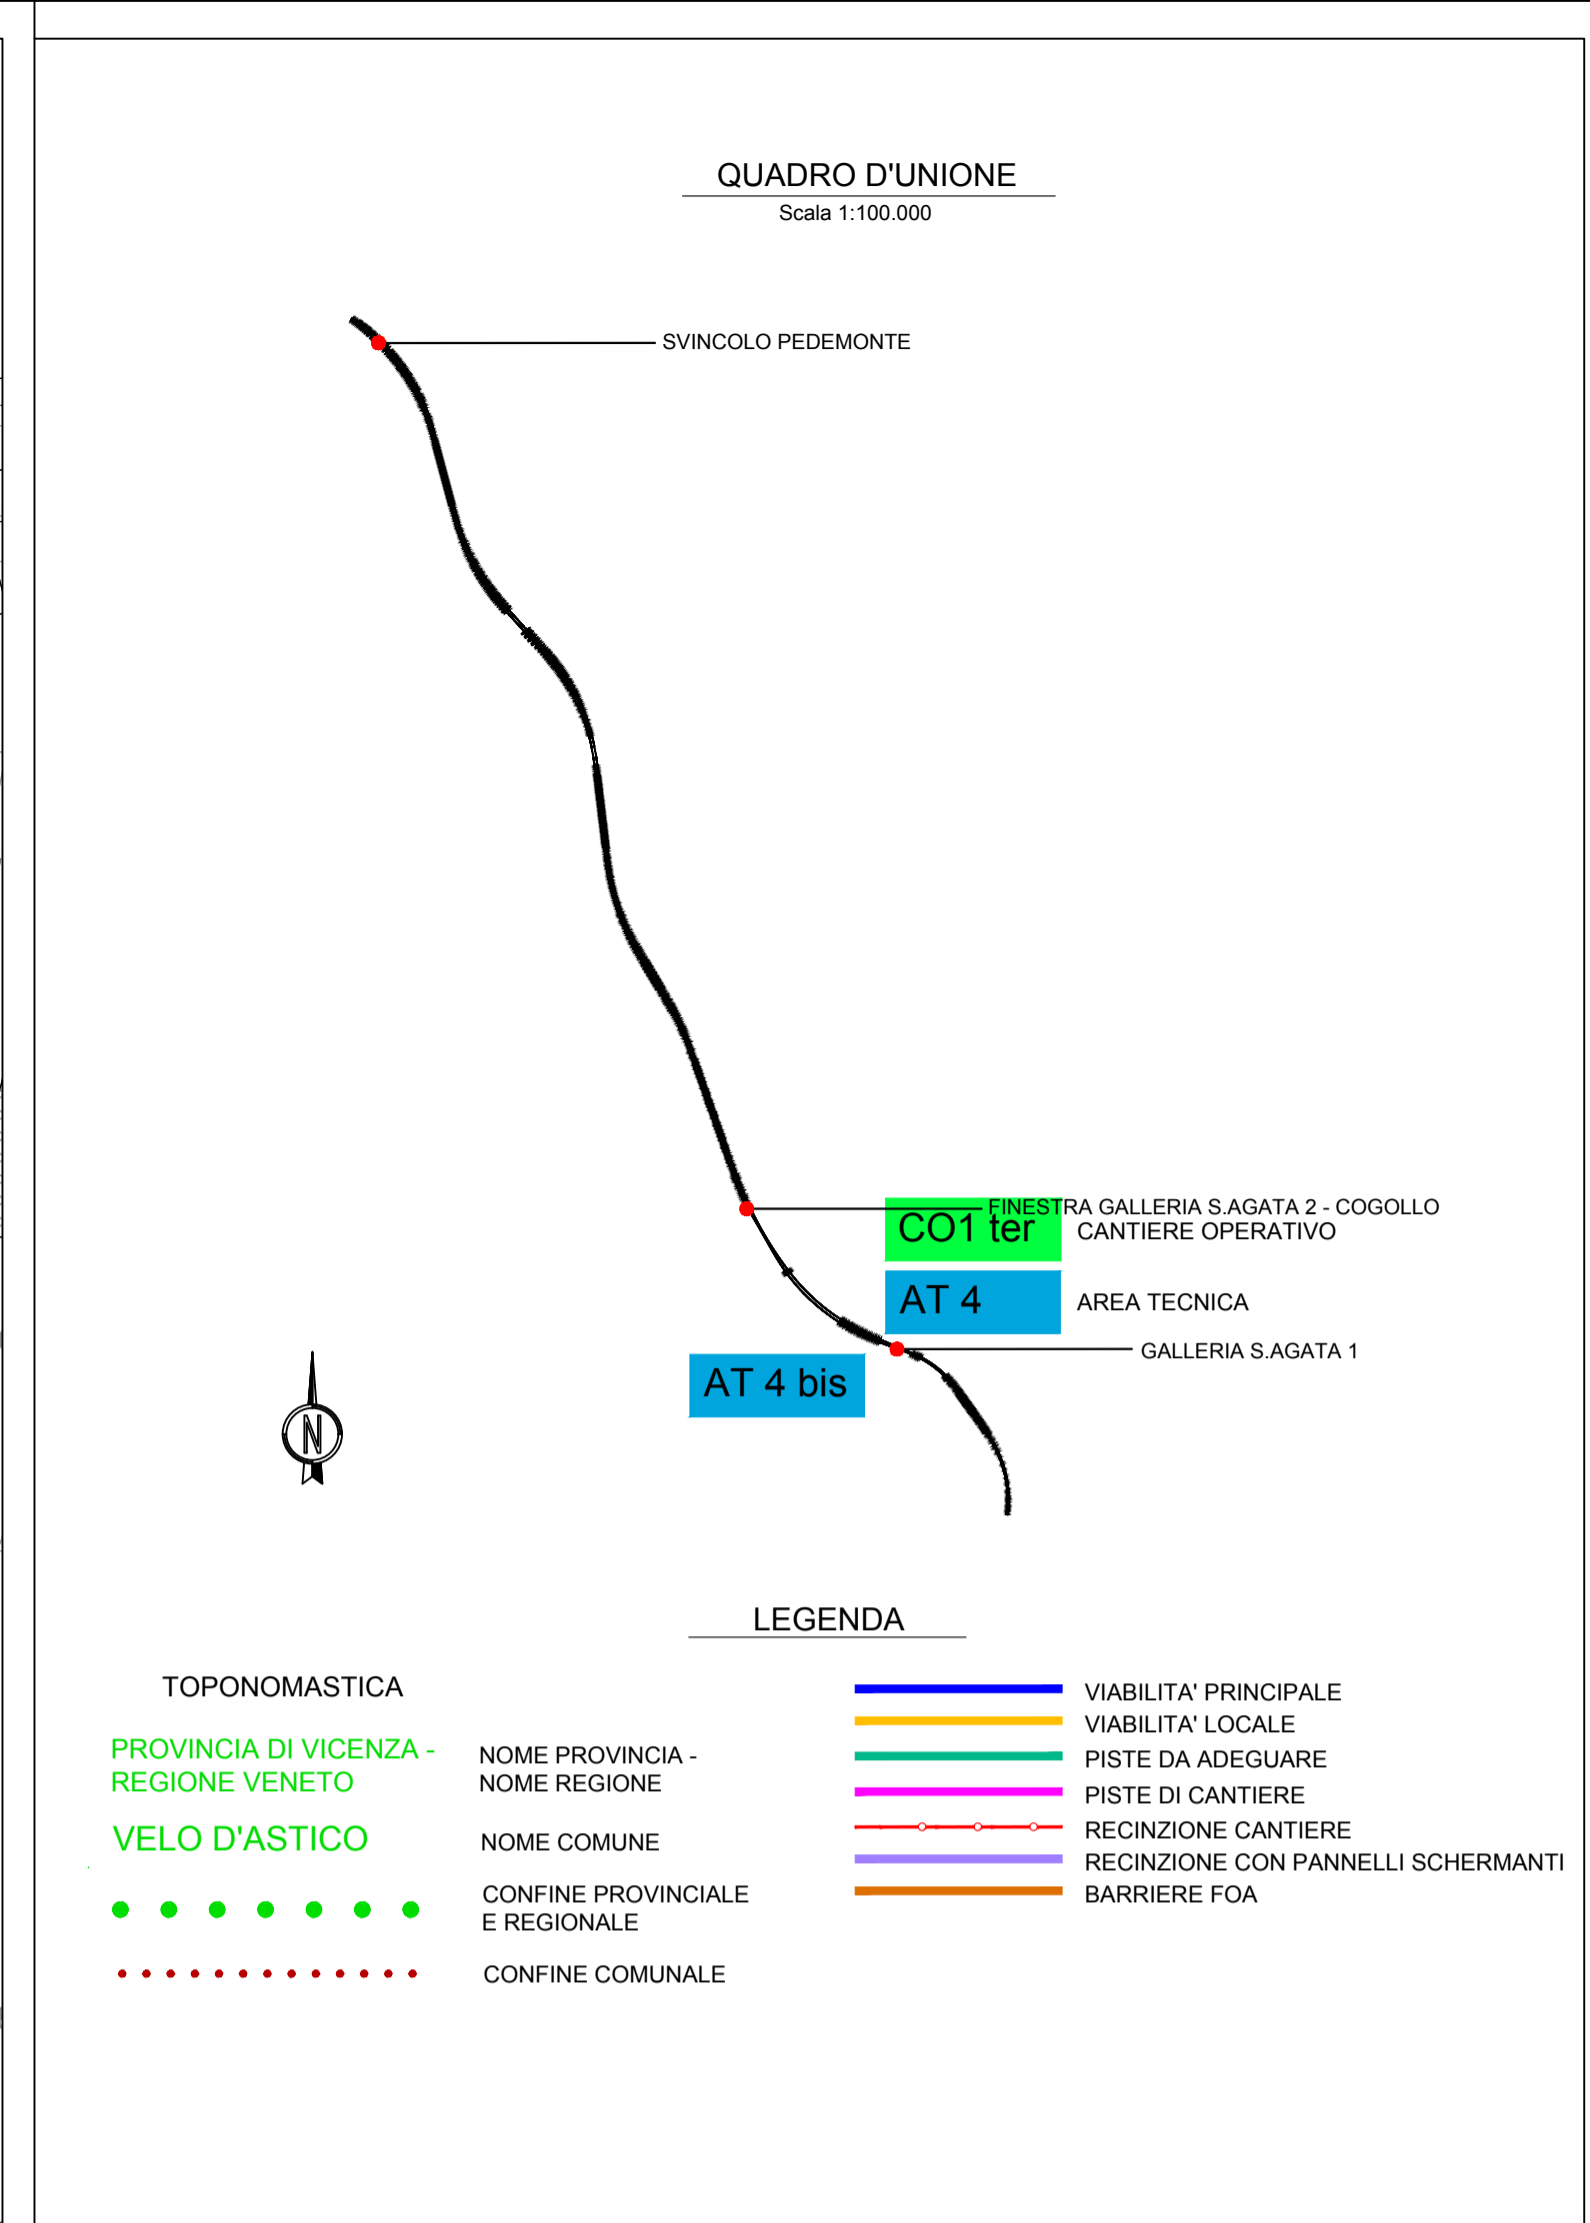 QUADRO D'UNIONE
Scala 1:100.000
SVINCOLO PEDEMONTE
FINESTRA GALLERIA S.AGATA 2 - COGOLLO
CO1 ter
CANTIERE OPERATIVO
AT 4
AREA TECNICA
GALLERIA S.AGATA 1
AT 4 bis
N
LEGENDA
TOPONOMASTICA
PROVINCIA DI VICENZA -
REGIONE VENETO
NOME PROVINCIA -
NOME REGIONE
VELO D'ASTICO
NOME COMUNE
CONFINE PROVINCIALE
E REGIONALE
CONFINE COMUNALE
VIABILITA' PRINCIPALE
VIABILITA' LOCALE
PISTE DA ADEGUARE
PISTE DI CANTIERE
RECINZIONE CANTIERE
RECINZIONE CON PANNELLI SCHERMANTI
BARRIERE FOA